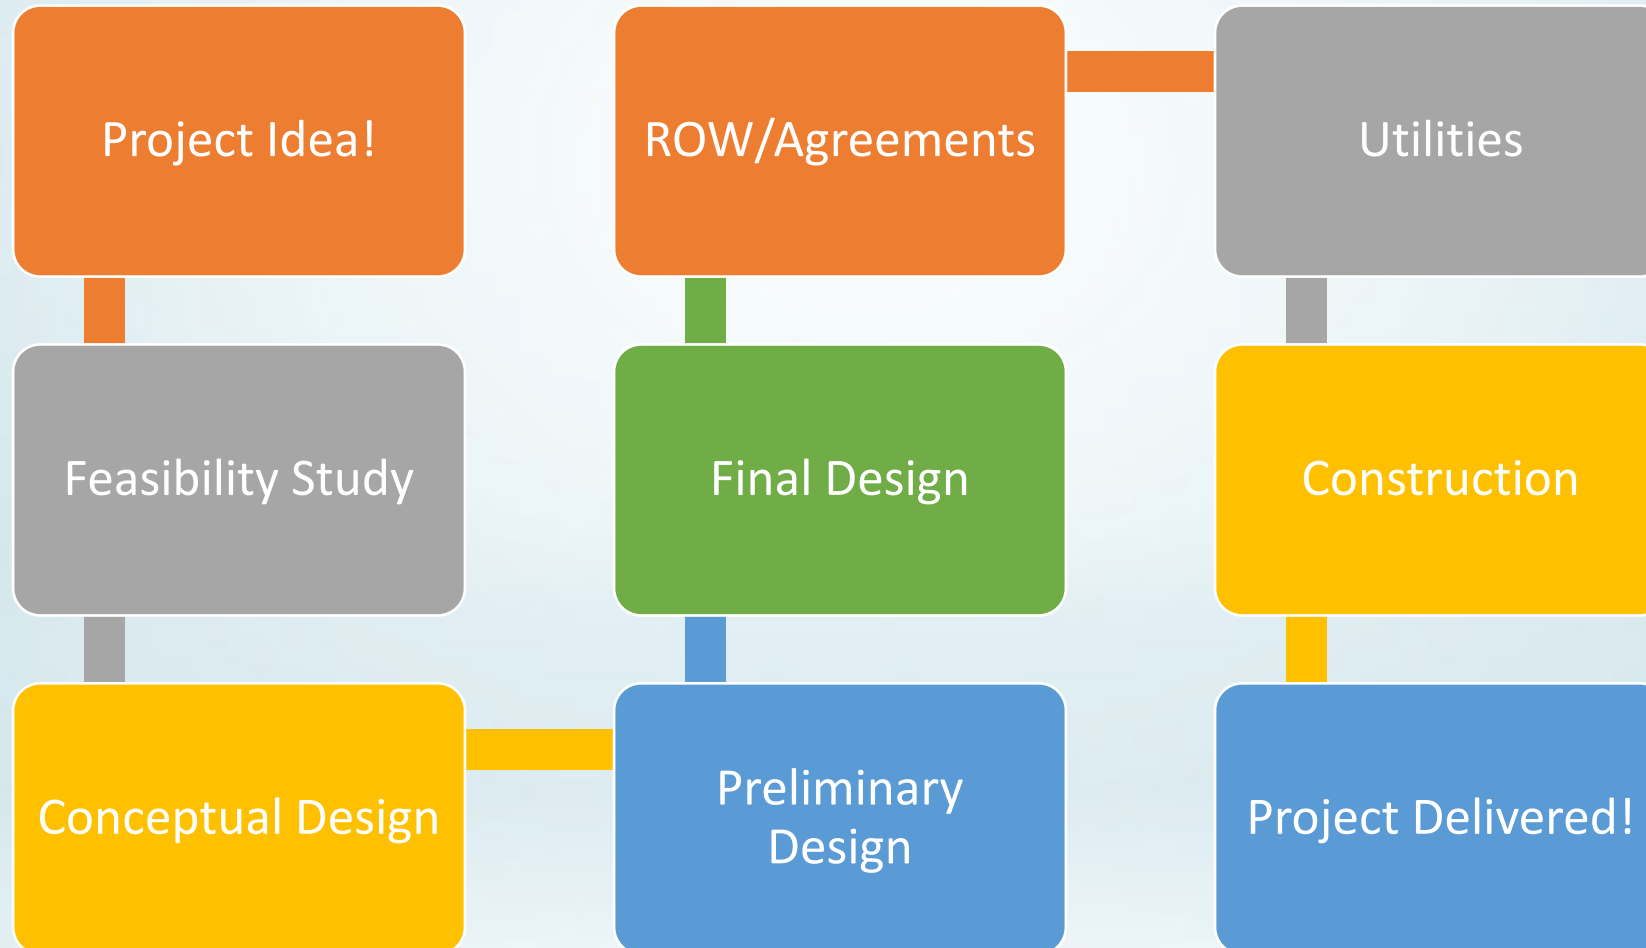 Project Idea!
Feasibility Study
Conceptual Design
Preliminary
Design
Final Design
ROW/Agreements
Utilities
Construction
Project Delivered!